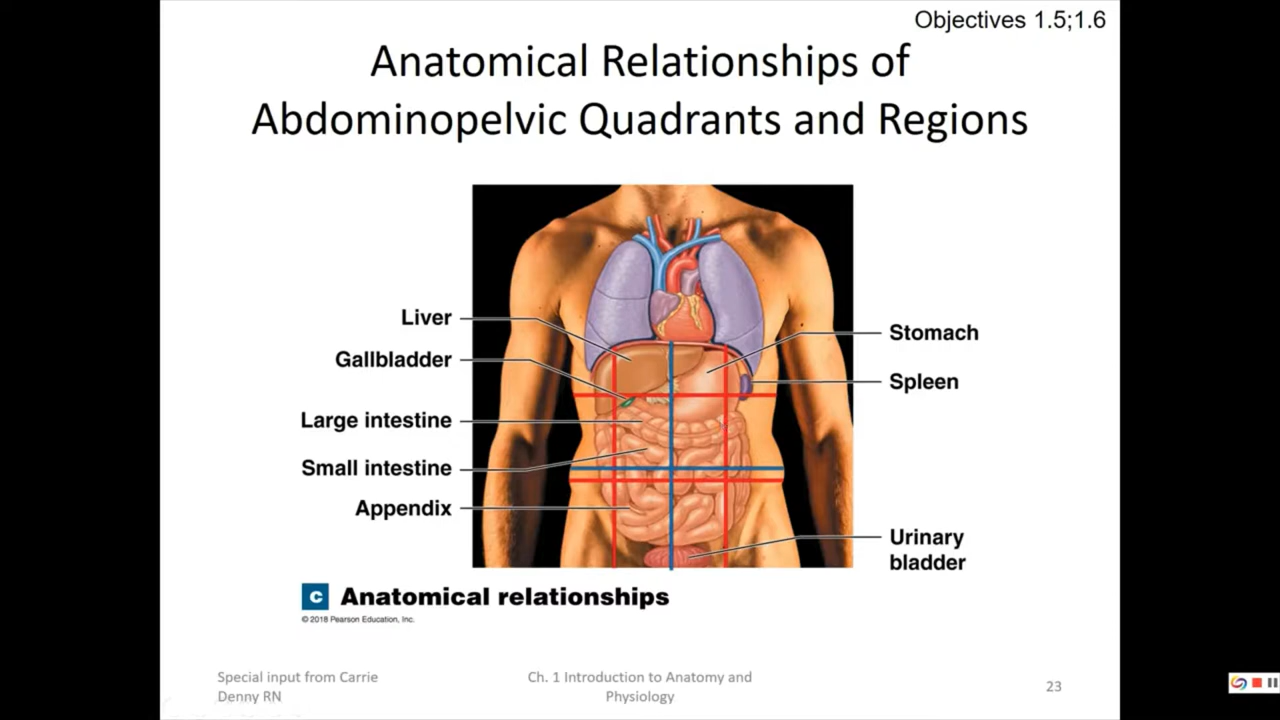 Objectives 1.5;1.6
Anatomical Relationships of
Abdominopelvic Quadrants and Regions
Liver
Gallbladder
Large intestine
Small intestine
Appendix
Stomach
Spleen
Urinary
bladder
C Anatomical relationships
© 2018 Pearson Education, Inc.
Special input from Carrie
Denny RN
Ch. 1 Introduction to Anatomy and
Physiology
23